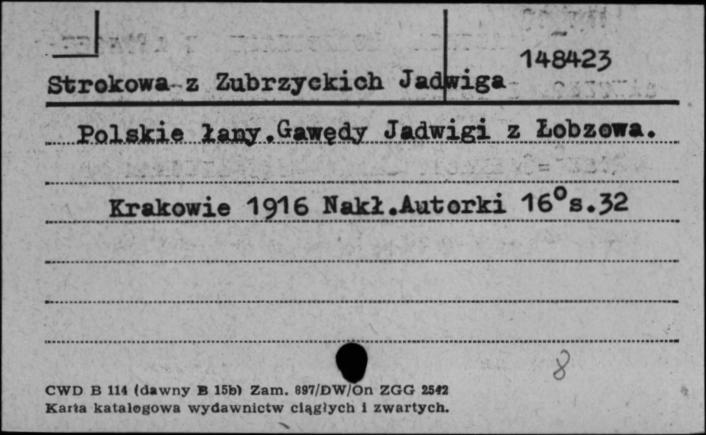 148423
Strokowa z Zubrzyckich Jadwiga
Polskie łany.Gawędy Jadwigi z Łobzowa.
Krakowie 1916 Nakł.Autorki 16°s.32
8
CWD B 114 (dawny B 15b) Zam. 897/DW/On ZGG 2542
Karta katalogowa wydawnictw ciągłych i zwartych.